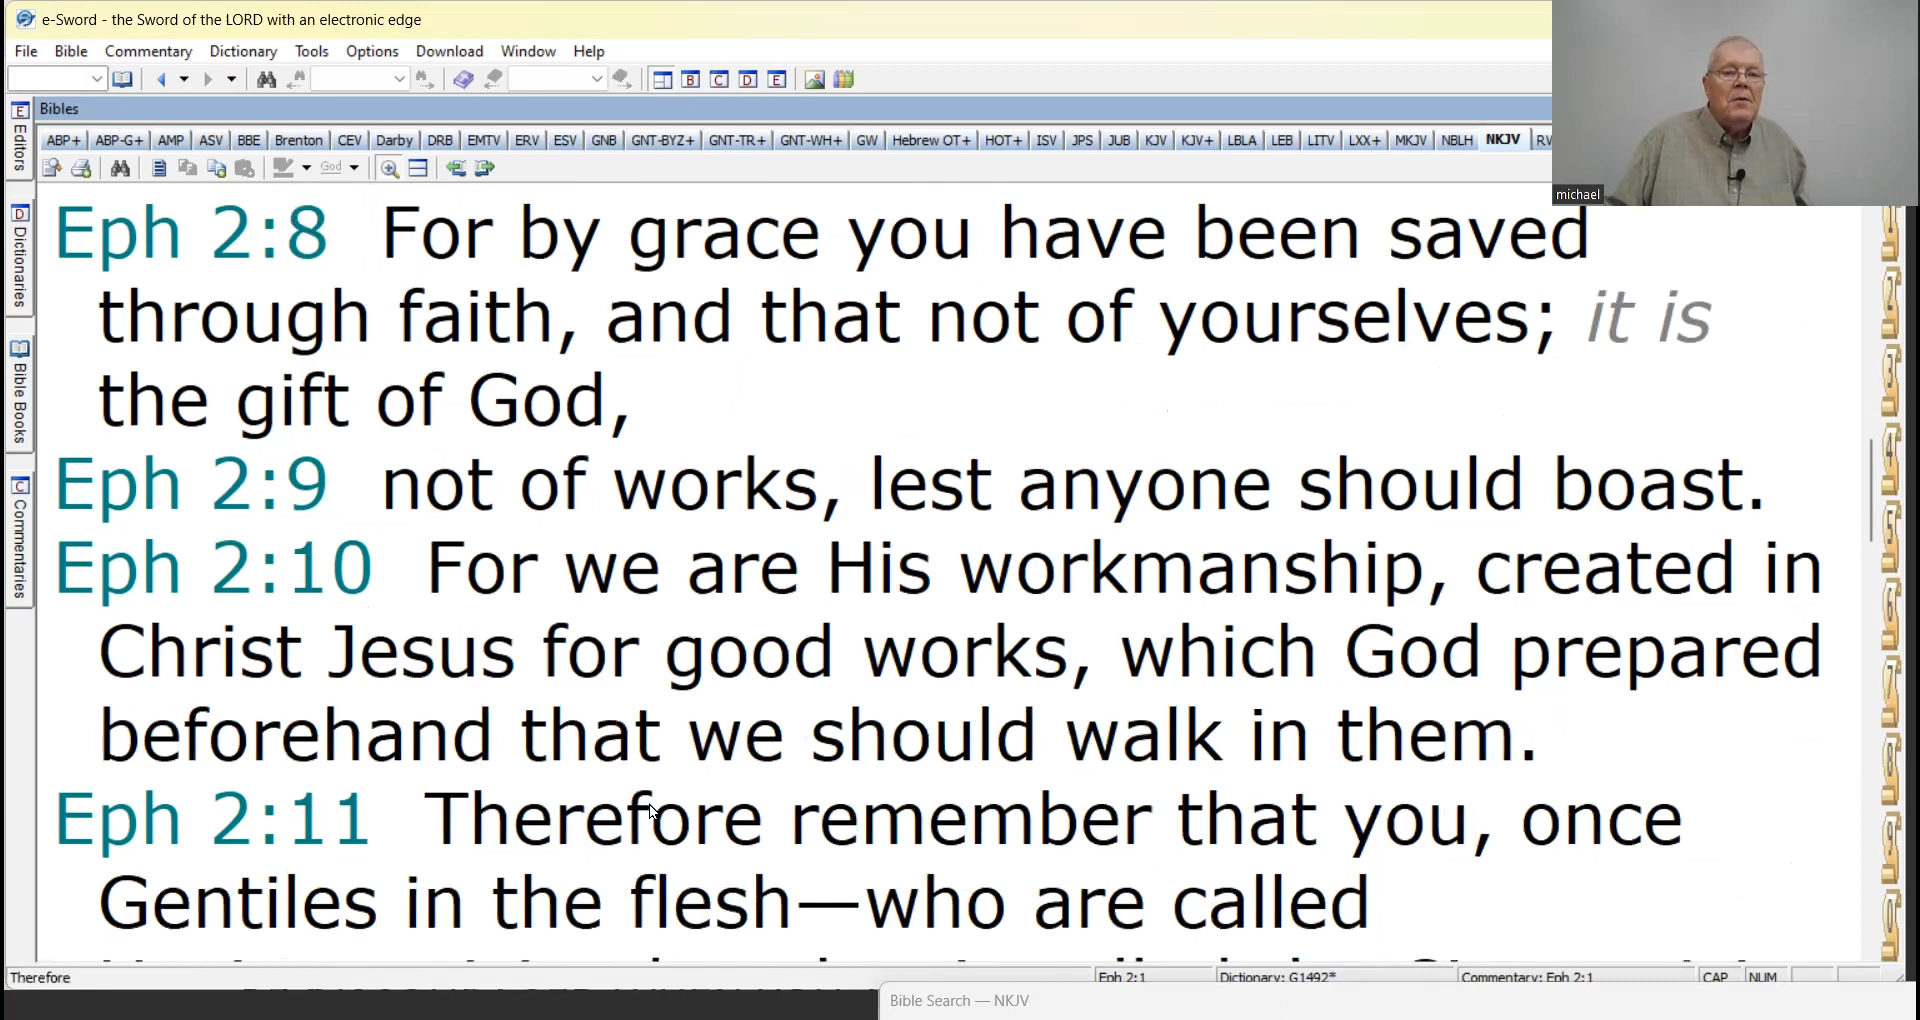 e-Sword - the Sword of the LORD with an electronic edge
File Bible Commentary Dictionary Tools Options Download Window Help
B C D E
Bibles
ABP+ ABP-G+ AMP ASV BBE Brenton CEV Darby DRB EMTV ERV ESV GNB GNT-BYZ+ GNT-TR+ GNT-WH+ GW Hebrew OT+ HOT+ ISV JPS JUB KJV KJV+ LBLA LEB LITV LXX+ MKJV NBLH NKJV RV
God
michael
E Editors
D Dictionaries
Bible Books
C Commentaries
Eph 2:8 For by grace you have been saved
through faith, and that not of yourselves; it is
the gift of God,
Eph 2:9 not of works, lest anyone should boast.
Eph 2:10 For we are His workmanship, created in
Christ Jesus for good works, which God prepared
beforehand that we should walk in them.
Eph 2:11 Therefore remember that you, once
Gentiles in the flesh—who are called
Therefore Eph 2:1 Dictionary: G1492* Commentary: Eph 2:1 CAP NUM
Bible Search — NKJV